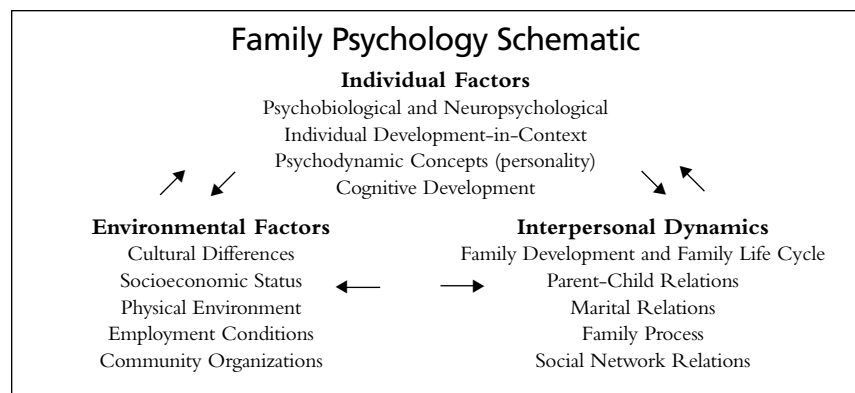 Family Psychology Schematic
Individual Factors
Psychobiological and Neuropsychological
Individual Development-in-Context
Psychodynamic Concepts (personality)
Cognitive Development
Environmental Factors
Cultural Differences
Socioeconomic Status
Physical Environment
Employment Conditions
Community Organizations
Interpersonal Dynamics
Family Development and Family Life Cycle
Parent-Child Relations
Marital Relations
Family Process
Social Network Relations